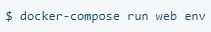 $ docker-compose run web env